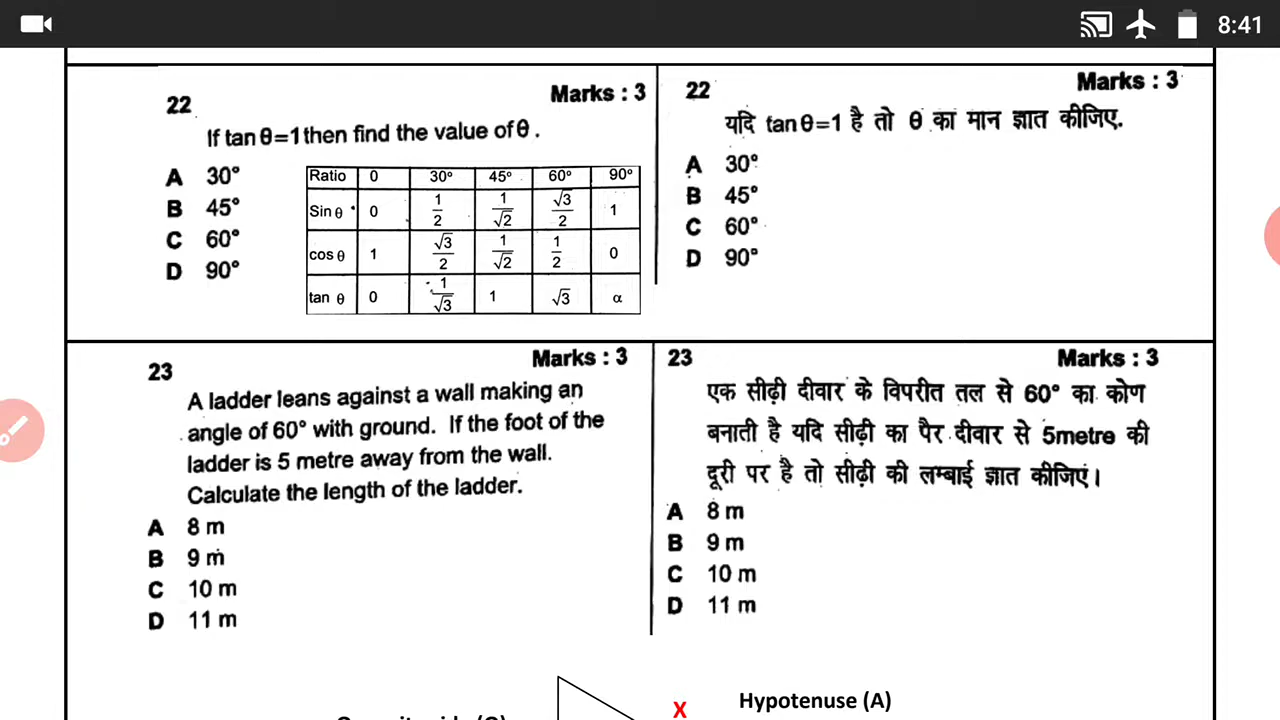 8:41
22
Marks : 3
If tan θ=1 then find the value of θ .
A 30°
B 45°
C 60°
D 90°
Ratio 0 30° 45° 60° 90°
Sin θ 0 1/2 1/√2 √3/2 1
cos θ 1 √3/2 1/√2 1/2 0
tan θ 0 1/√3 1 √3 α
22
Marks : 3
यदि tan θ=1 है तो θ का मान ज्ञात कीजिए.
A 30°
B 45°
C 60°
D 90°
23
Marks : 3
A ladder leans against a wall making an
angle of 60° with ground. If the foot of the
ladder is 5 metre away from the wall.
Calculate the length of the ladder.
A 8 m
B 9 m
C 10 m
D 11 m
23
Marks : 3
एक सीढ़ी दीवार के विपरीत तल से 60° का कोण
बनाती है यदि सीढ़ी का पैर दीवार से 5metre की
दूरी पर है तो सीढ़ी की लम्बाई ज्ञात कीजिएं।
A 8 m
B 9 m
C 10 m
D 11 m
X
Hypotenuse (A)